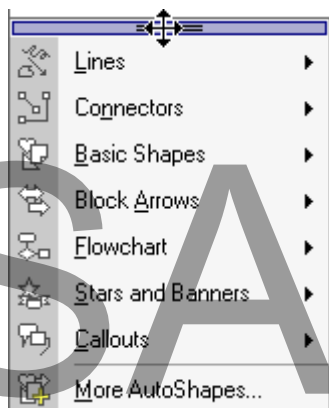 Lines
Connectors
Basic Shapes
Block Arrows
Flowchart
Stars and Banners
Callouts
More AutoShapes...
SA